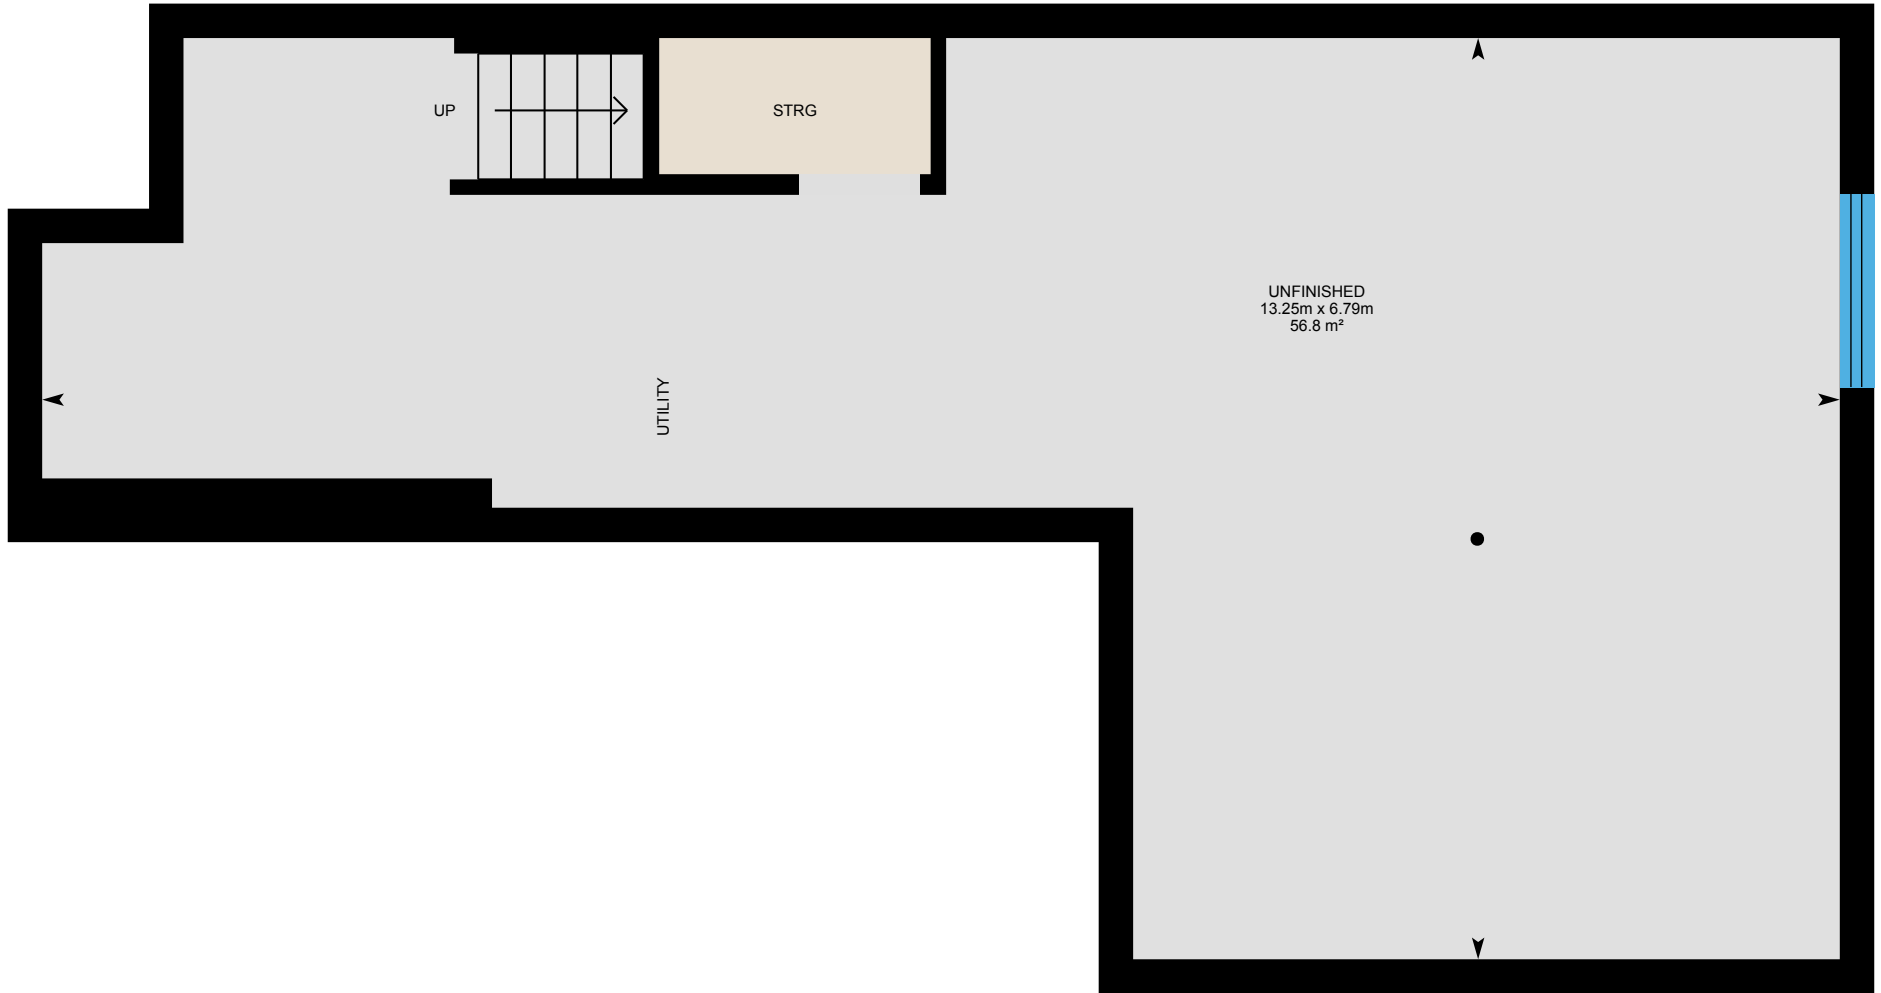 UP
STRG
UNFINISHED
13.25m x 6.79m
56.8 m²
UTILITY